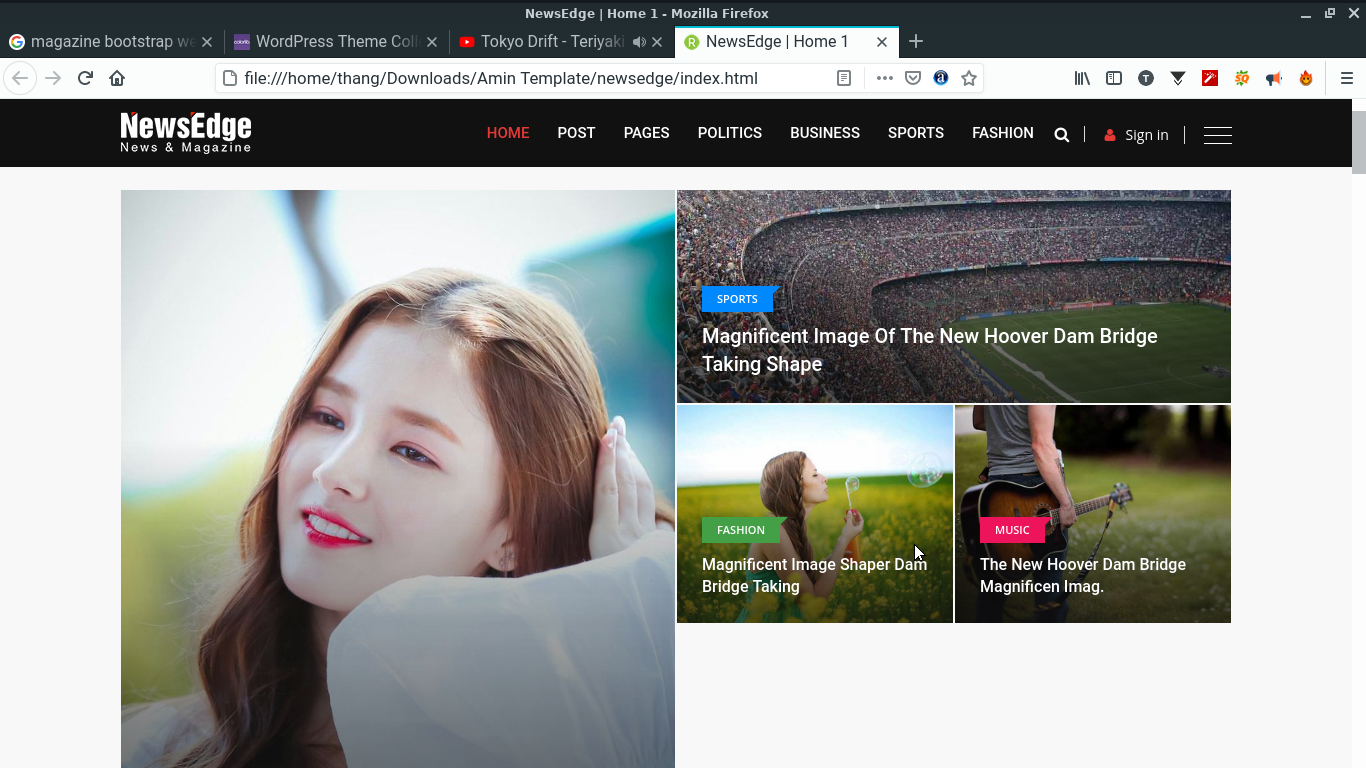 NewsEdge | Home 1 - Mozilla Firefox
magazine bootstrap we
WordPress Theme Coll
Tokyo Drift - Teriyaki
NewsEdge | Home 1
file:///home/thang/Downloads/Amin Template/newsedge/index.html
NewsEdge
News & Magazine
HOME POST PAGES POLITICS BUSINESS SPORTS FASHION Sign in
SPORTS
Magnificent Image Of The New Hoover Dam Bridge
Taking Shape
FASHION
Magnificent Image Shaper Dam
Bridge Taking
MUSIC
The New Hoover Dam Bridge
Magnificen Imag.